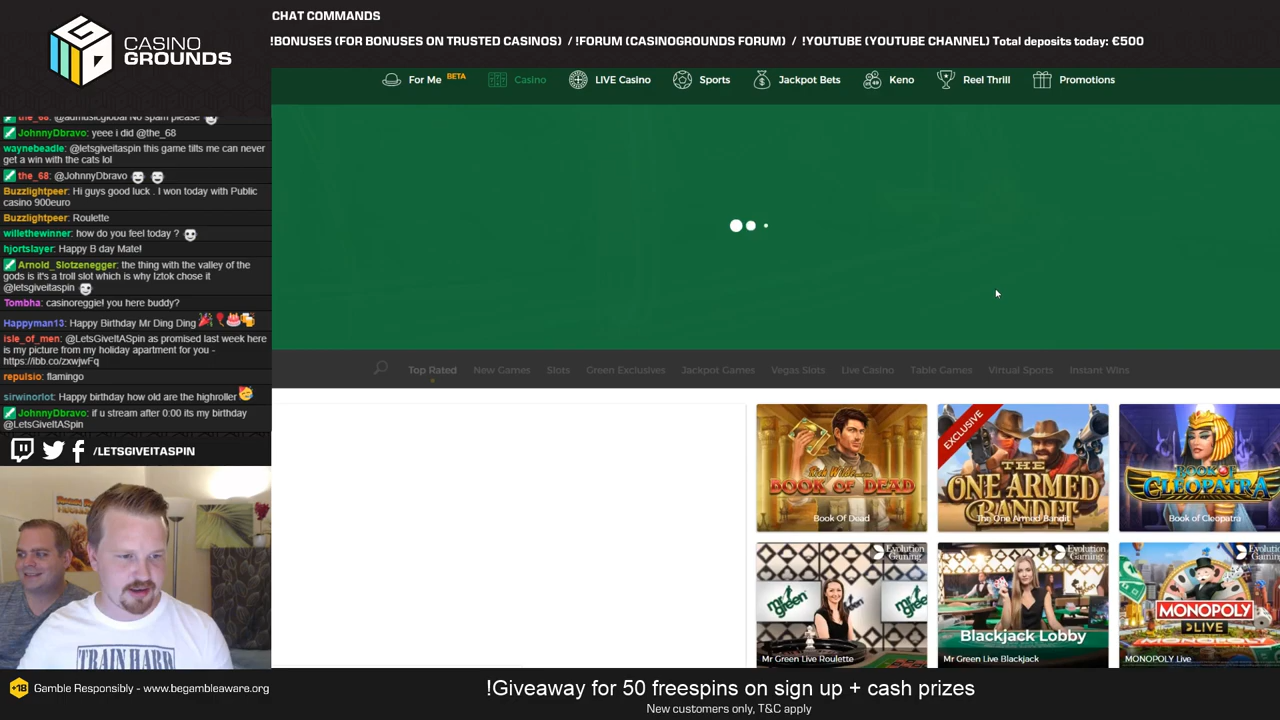 CHAT COMMANDS
!BONUSES (FOR BONUSES ON TRUSTED CASINOS) / !FORUM (CASINOGROUNDS FORUM) / !YOUTUBE (YOUTUBE CHANNEL) Total deposits today: €500
CASINO
GROUNDS
For Me BETA
Casino
LIVE Casino
Sports
Jackpot Bets
Keno
Reel Thrill
Promotions
the_68: @admusicglobal No spam please
JohnnyDbravo: yeee i did @the_68
waynebeadle: @letsgiveitaspin this game tilts me can never
get a win with the cats lol
the_68: @JohnnyDbravo
Buzzlightpeer: Hi guys good luck . I won today with Public
casino 900euro
Buzzlightpeer: Roulette
willethewinner: how do you feel today ?
hjortslayer: Happy B day Mate!
Arnold_Slotzenegger: the thing with the valley of the
gods is it's a troll slot which is why Iztok chose it
@letsgiveitaspin
Tombha: casinoreggie! you here buddy?
Happyman13: Happy Birthday Mr Ding Ding
isle_of_men: @LetsGiveItASpin as promised last week here
is my picture from my holiday apartment for you ~
https://ibb.co/zxwjwFq
repulsio: flamingo
sirwinorlot: Happy birthday how old are the highroller
JohnnyDbravo: if u stream after 0:00 its my birthday
@LetsGiveItASpin
/LETSGIVEITASPIN
Top Rated
New Games
Slots
Green Exclusives
Jackpot Games
Vegas Slots
Live Casino
Table Games
Virtual Sports
Instant Wins
Rich Wilde
BOOK OF DEAD
Book Of Dead
EXCLUSIVE
THE
ONE ARMED
BANDIT
The One Armed Bandit
BOOK OF
CLEOPATRA
Book of Cleopatra
mr green
Evolution
Gaming
Mr Green Live Roulette
Evolution
Gaming
Blackjack Lobby
Mr Green Live Blackjack
Evolution
Gaming
MONOPOLY
LIVE
MONOPOLY Live
TRAIN HARD
+18 Gamble Responsibly - www.begambleaware.org
!Giveaway for 50 freespins on sign up + cash prizes
New customers only, T&C apply